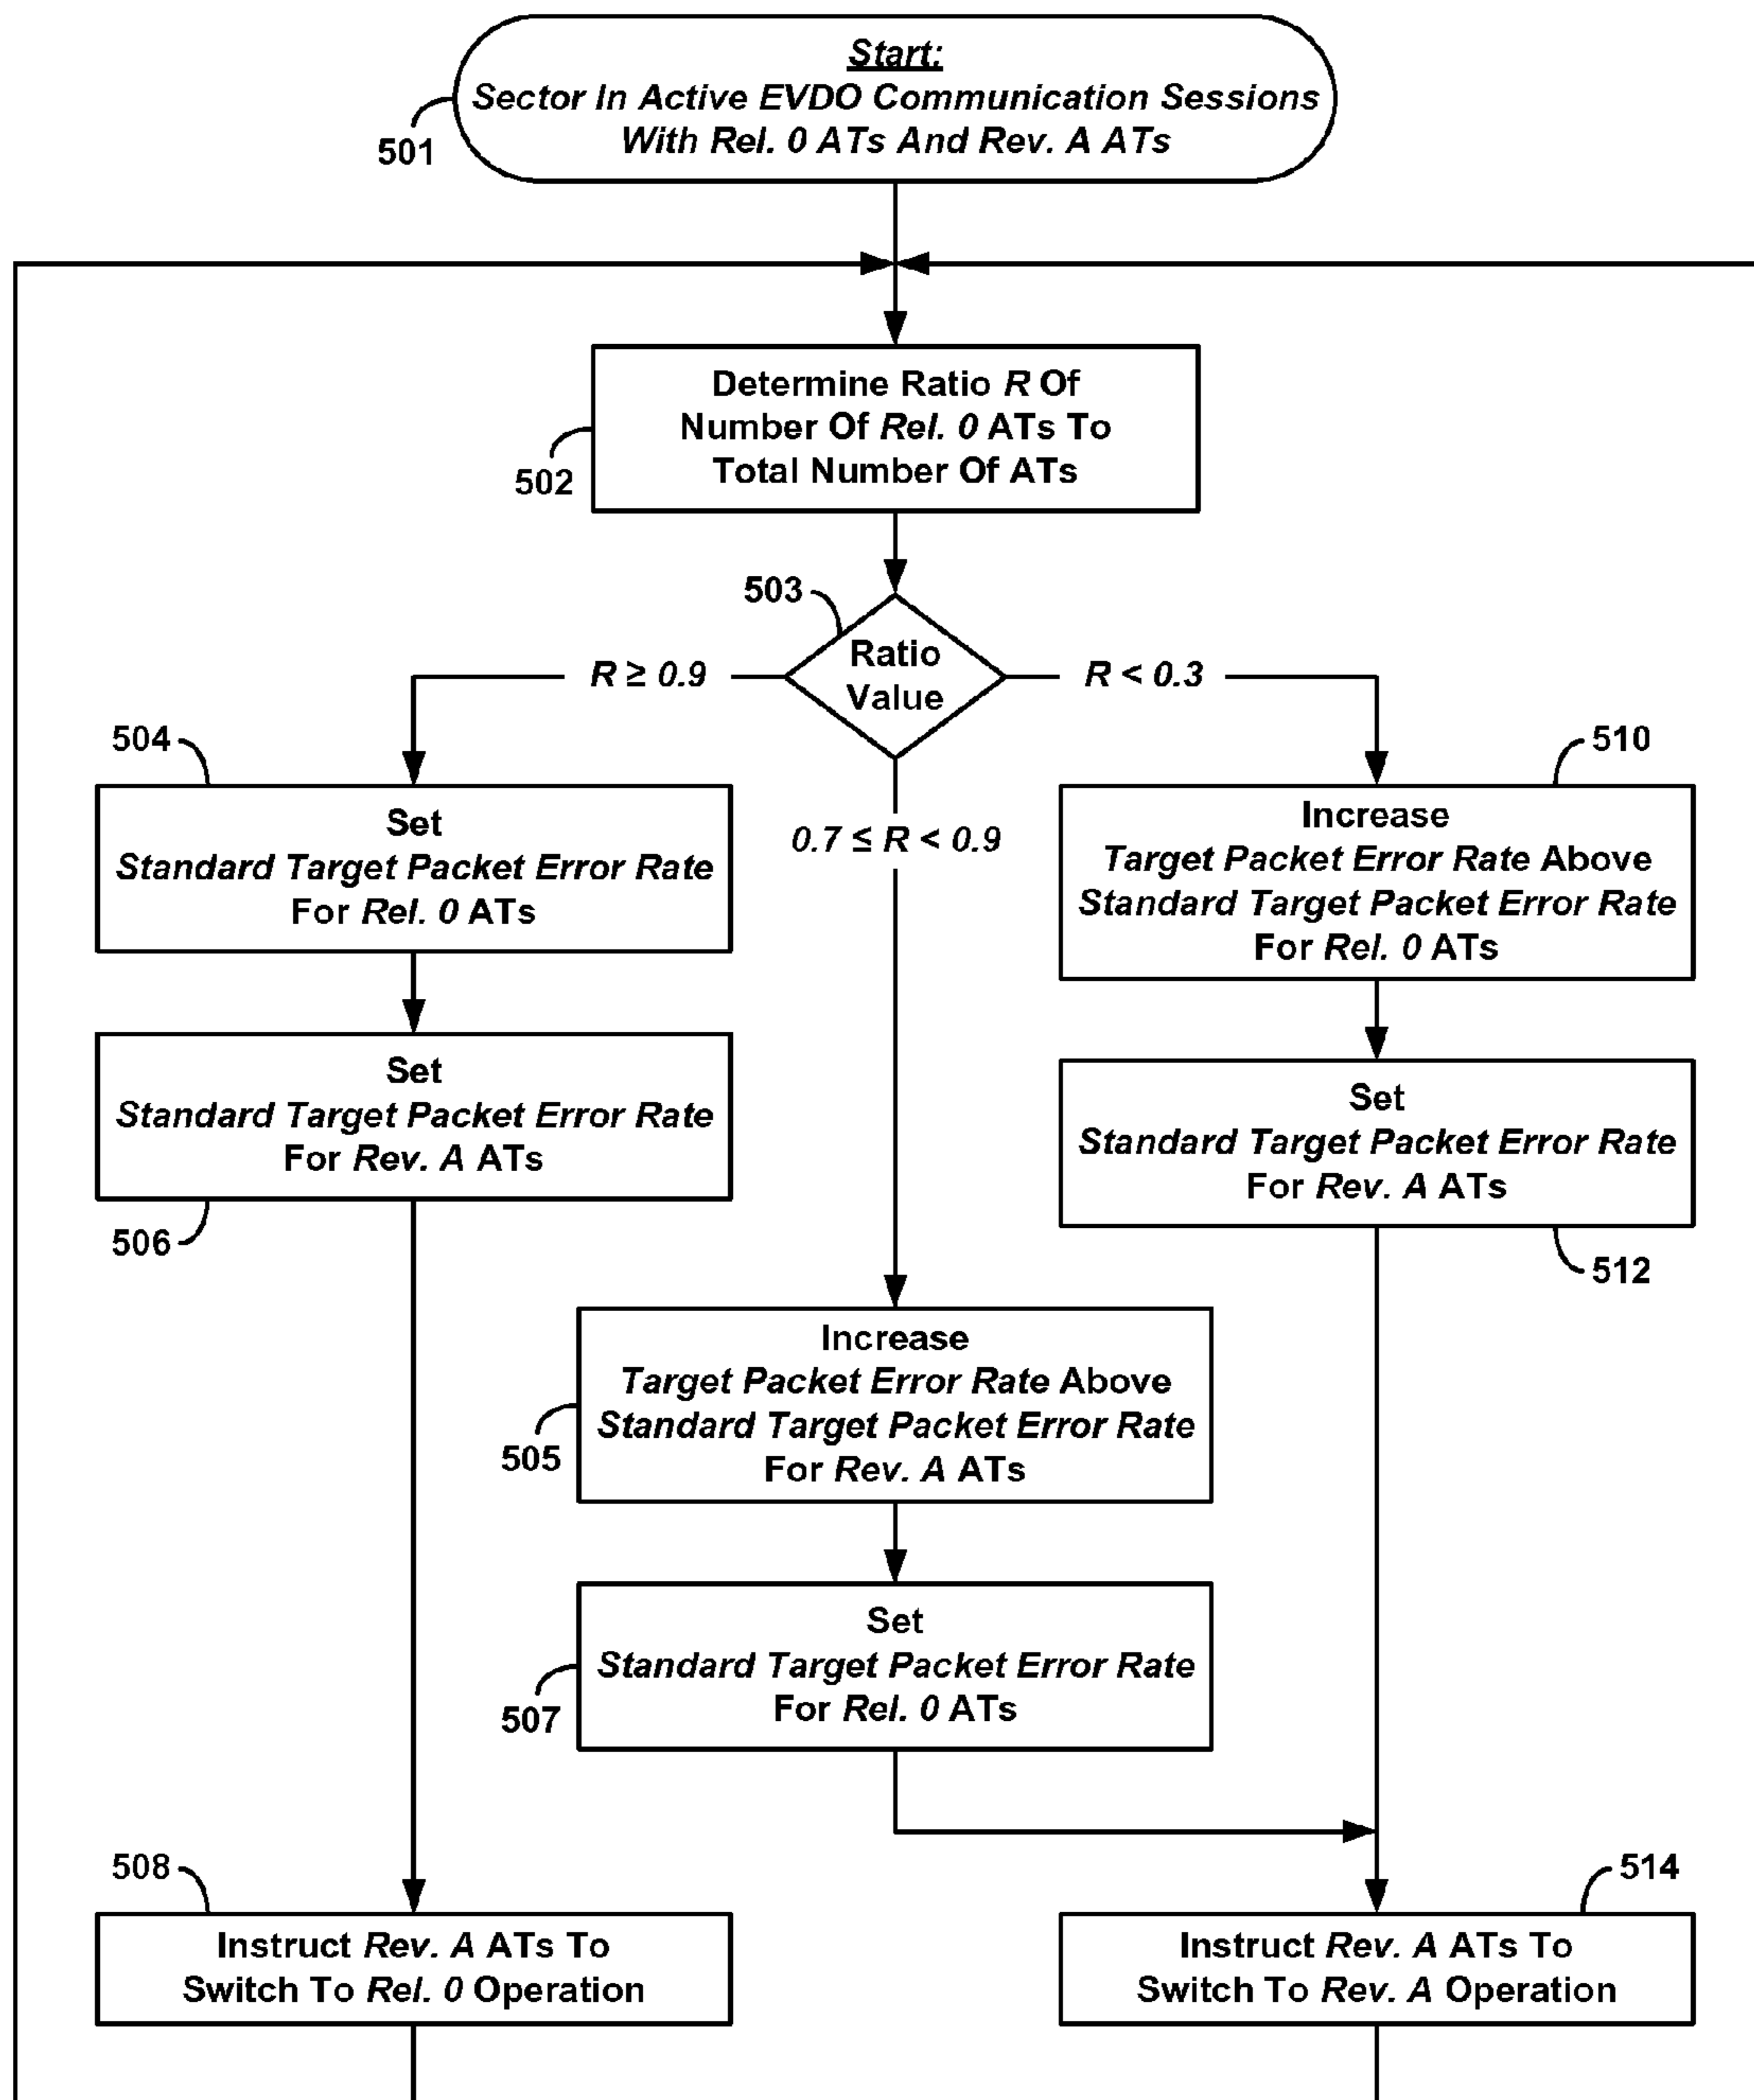 Start:
Sector In Active EVDO Communication Sessions
With Rel. 0 ATs And Rev. A ATs
501
Determine Ratio R Of
Number Of Rel. 0 ATs To
Total Number Of ATs
502
503
Ratio
Value
R ≥ 0.9
R < 0.3
0.7 ≤ R < 0.9
504
Set
Standard Target Packet Error Rate
For Rel. 0 ATs
510
Increase
Target Packet Error Rate Above
Standard Target Packet Error Rate
For Rel. 0 ATs
Set
Standard Target Packet Error Rate
For Rev. A ATs
506
Set
Standard Target Packet Error Rate
For Rev. A ATs
512
Increase
Target Packet Error Rate Above
Standard Target Packet Error Rate
For Rev. A ATs
505
Set
Standard Target Packet Error Rate
For Rel. 0 ATs
507
508
Instruct Rev. A ATs To
Switch To Rel. 0 Operation
514
Instruct Rev. A ATs To
Switch To Rev. A Operation